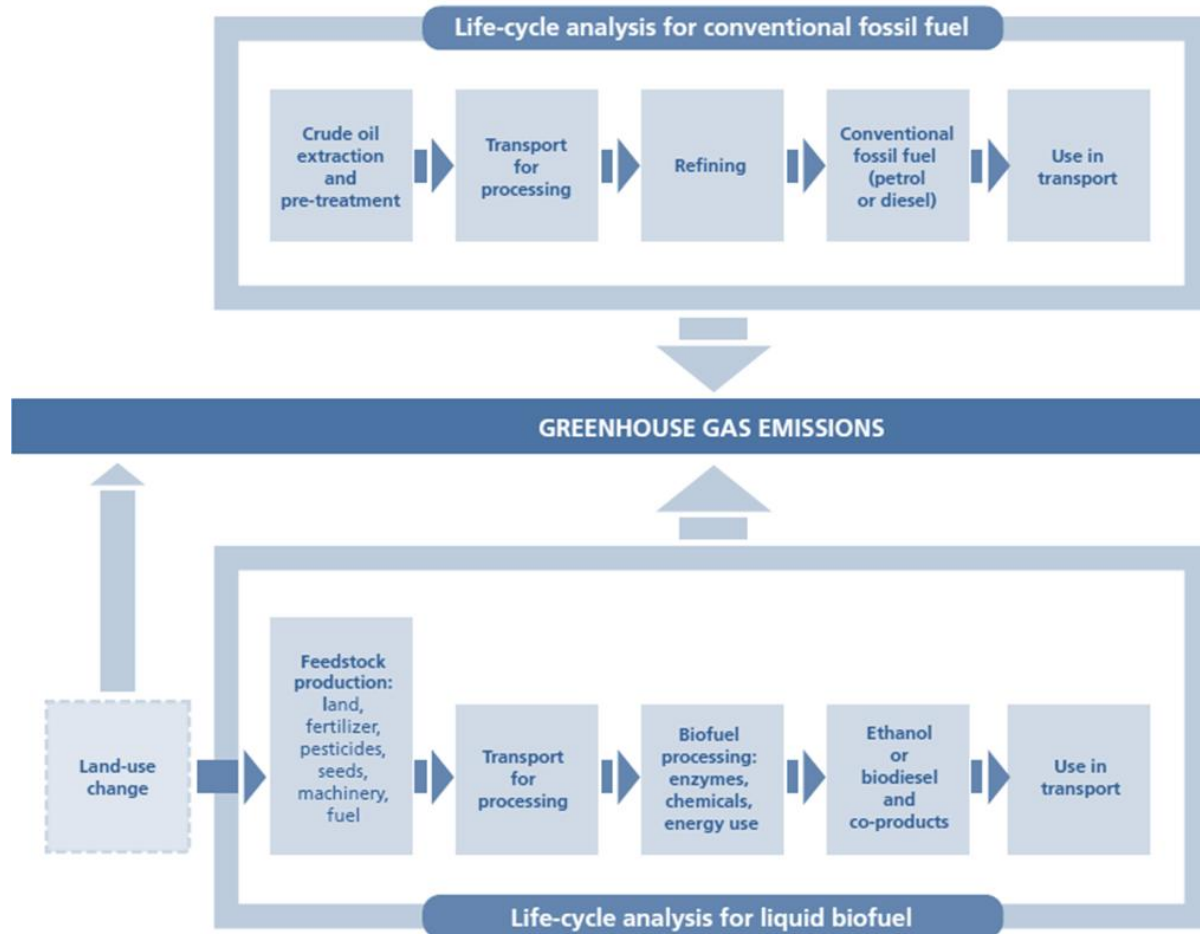 Life-cycle analysis for conventional fossil fuel
Crude oil
extraction
and
pre-treatment
Transport
for
processing
Refining
Conventional
fossil fuel
(petrol
or diesel)
Use in
transport
GREENHOUSE GAS EMISSIONS
Land-use
change
Feedstock
production:
land,
fertilizer,
pesticides,
seeds,
machinery,
fuel
Transport
for
processing
Biofuel
processing:
enzymes,
chemicals,
energy use
Ethanol
or
biodiesel
and
co-products
Use in
transport
Life-cycle analysis for liquid biofuel